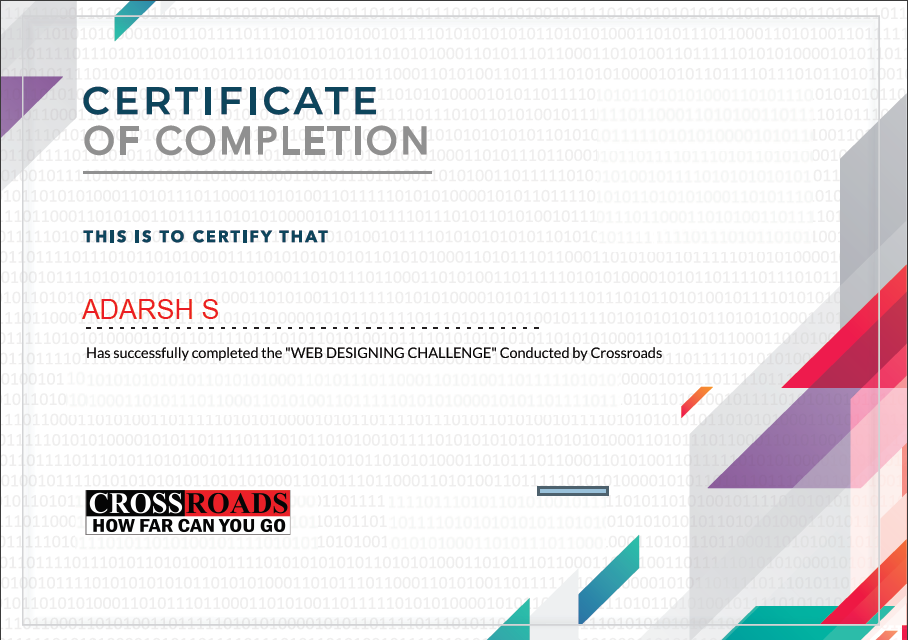 CERTIFICATE
OF COMPLETION
THIS IS TO CERTIFY THAT
ADARSH S
Has successfully completed the "WEB DESIGNING CHALLENGE" Conducted by Crossroads
CROSSROADS
HOW FAR CAN YOU GO